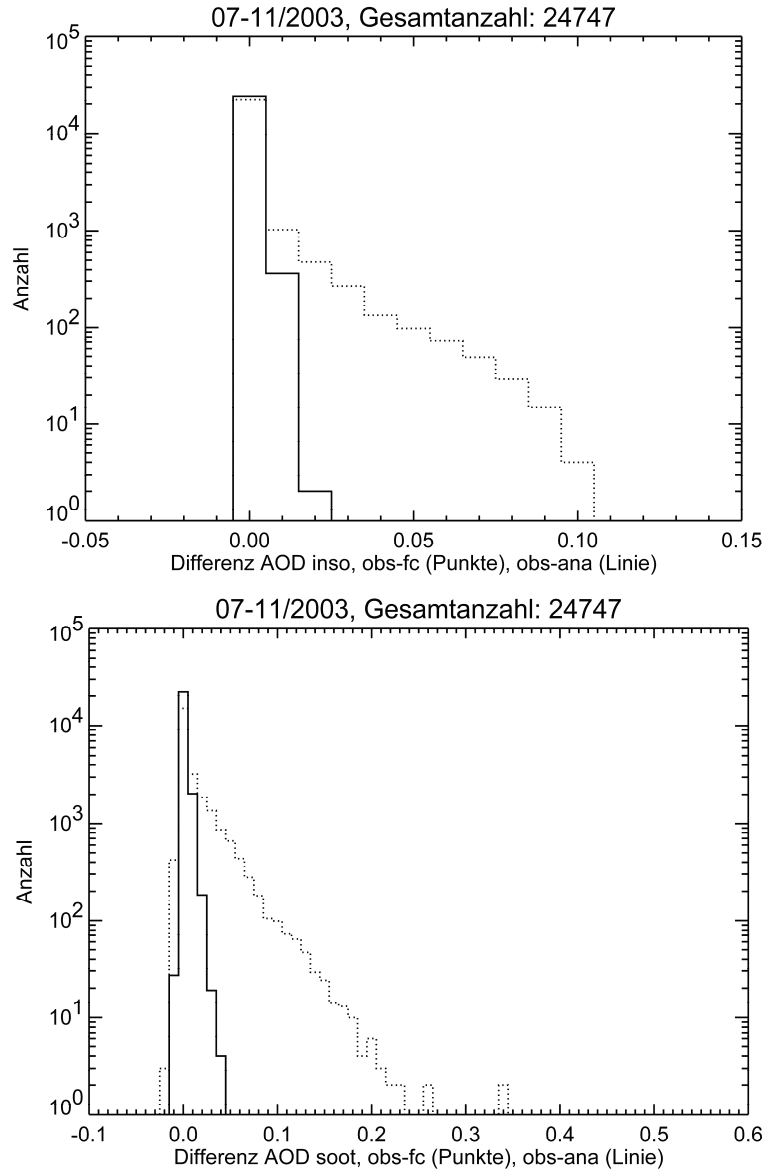 07-11/2003, Gesamtanzahl: 24747
10^5
10^4
10^3
10^2
10^1
10^0
Anzahl
-0.05 0.00 0.05 0.10 0.15
Differenz AOD inso, obs-fc (Punkte), obs-ana (Linie)
07-11/2003, Gesamtanzahl: 24747
10^5
10^4
10^3
10^2
10^1
10^0
Anzahl
-0.1 0.0 0.1 0.2 0.3 0.4 0.5 0.6
Differenz AOD soot, obs-fc (Punkte), obs-ana (Linie)